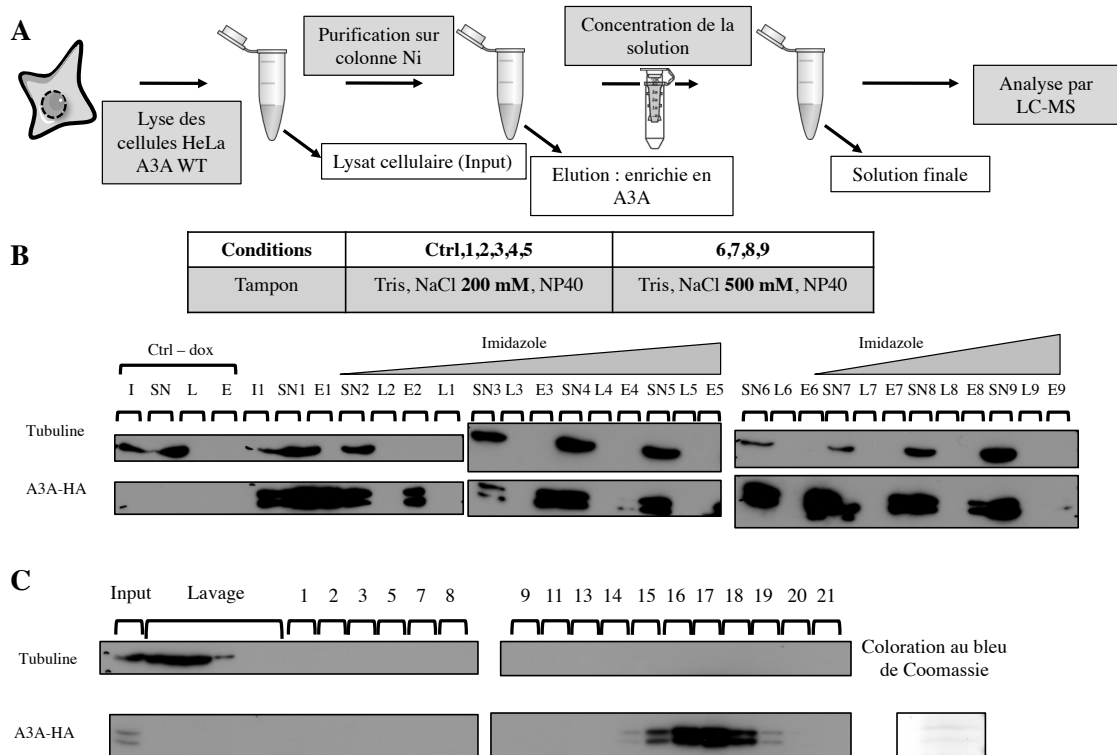 A
Purification sur
colonne Ni
Concentration de la
solution
Lyse des
cellules HeLa
A3A WT
Analyse par
LC-MS
Lysat cellulaire (Input)
Elution : enrichie en
A3A
Solution finale
B
Conditions Ctrl,1,2,3,4,5 6,7,8,9
Tampon Tris, NaCl 200 mM, NP40 Tris, NaCl 500 mM, NP40
Ctrl – dox Imidazole Imidazole
I SN L E I1 SN1 E1 SN2 L2 E2 L1 SN3 L3 E3 SN4 L4 E4 SN5 L5 E5 SN6 L6 E6 SN7 L7 E7 SN8 L8 E8 SN9 L9 E9
Tubuline
A3A-HA
C
Input Lavage 1 2 3 5 7 8 9 11 13 14 15 16 17 18 19 20 21
Tubuline
Coloration au bleu
de Coomassie
A3A-HA